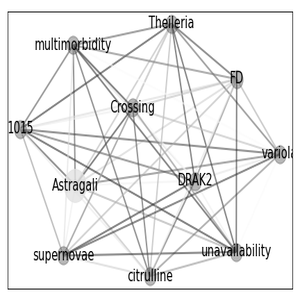 Theileria
multimorbidity
FD
Crossing
1015
variola
DRAK2
Astragali
supernovae
unavailability
citrulline